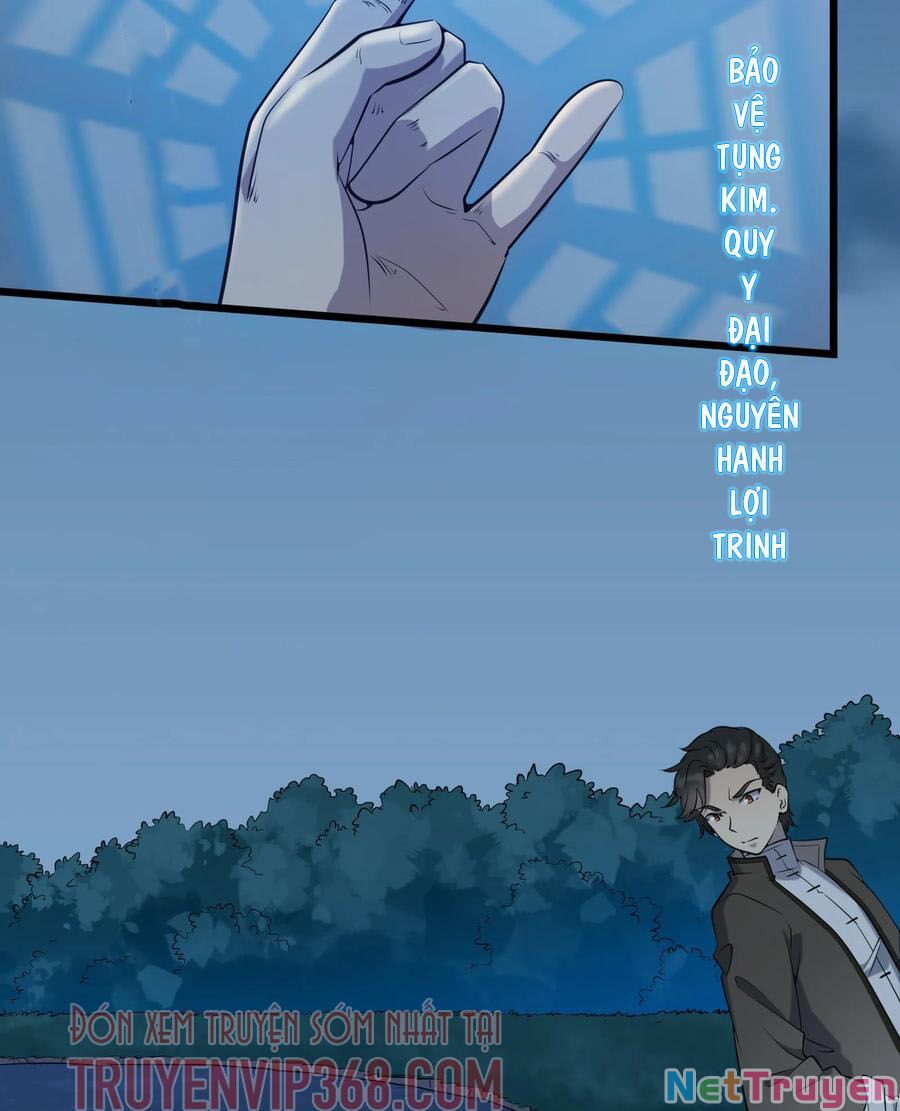 BẢO
VỆ
TỤNG
KIM.
QUY
Y
ĐẠI
ĐẠO,
NGUYÊN
HANH
LỢI
TRINH
ĐÓN XEM TRUYỆN SỚM NHẤT TẠI
TRUYENVIP368.COM
NetTruyen